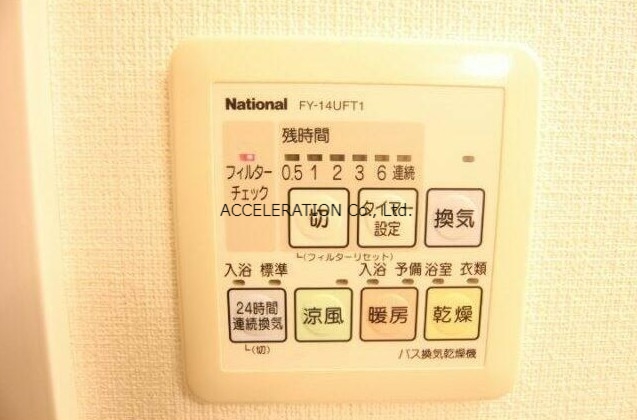 National FY-14UFT1
残時間
フィルター
チェック
0.5 1 2 3 6 連続
ACCELERATION Co., Ltd.
切
タイマー
設定
換気
(フィルターリセット)
入浴 標準
入浴 予備
浴室 衣類
24時間
連続換気
涼風
暖房
乾燥
(切)
バス換気乾燥機